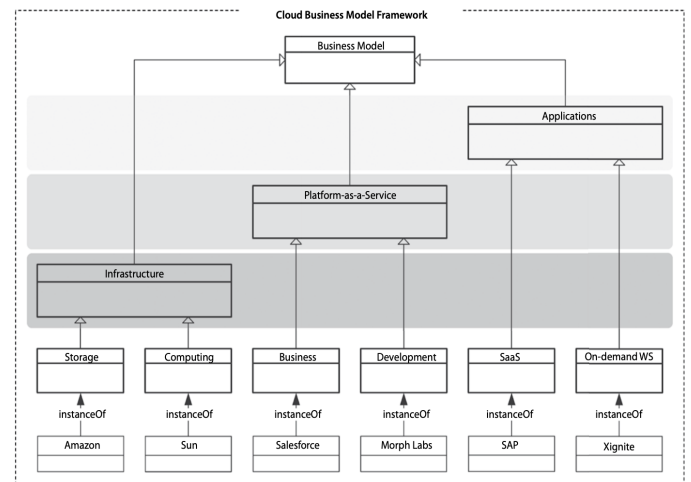 Cloud Business Model Framework
Business Model
Applications
Platform-as-a-Service
Infrastructure
Storage
Computing
Business
Development
SaaS
On-demand WS
instanceOf
instanceOf
instanceOf
instanceOf
instanceOf
instanceOf
Amazon
Sun
Salesforce
Morph Labs
SAP
Xignite